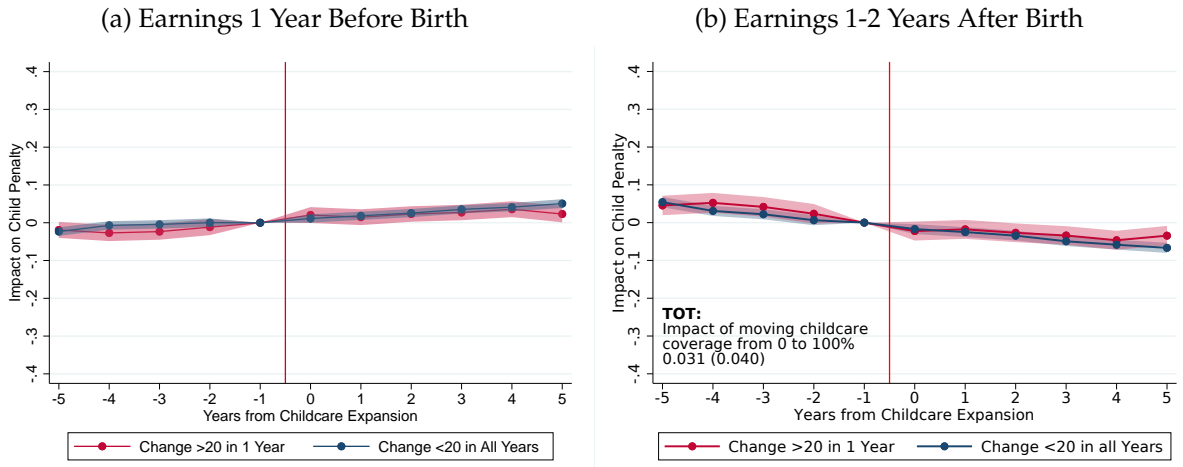 (a) Earnings 1 Year Before Birth
Impact on Child Penalty
.4
.3
.2
.1
0
-.1
-.2
-.3
-.4
-5 -4 -3 -2 -1 0 1 2 3 4 5
Years from Childcare Expansion
Change >20 in 1 Year Change <20 in All Years
(b) Earnings 1-2 Years After Birth
Impact on Child Penalty
.4
.3
.2
.1
0
-.1
-.2
-.3
-.4
TOT:
Impact of moving childcare
coverage from 0 to 100%
0.031 (0.040)
-5 -4 -3 -2 -1 0 1 2 3 4 5
Years from Childcare Expansion
Change >20 in 1 Year Change <20 in all Years